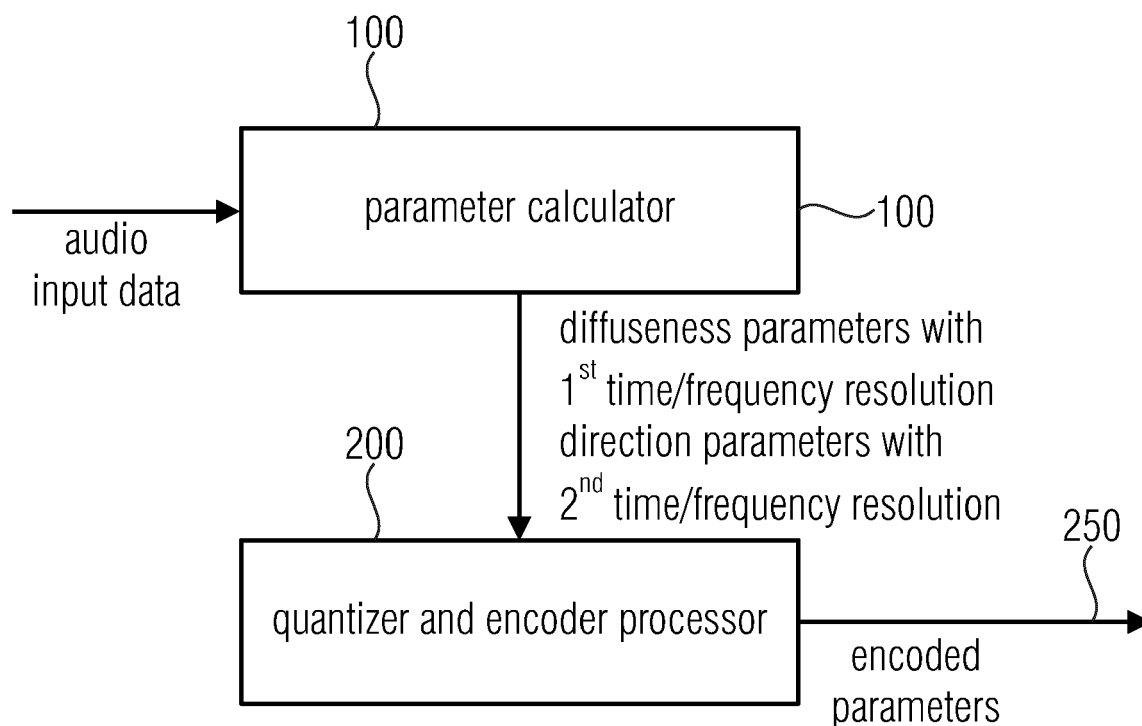 100
parameter calculator
100
audio
input data
diffuseness parameters with
1st time/frequency resolution
direction parameters with
2nd time/frequency resolution
200
250
quantizer and encoder processor
encoded
parameters